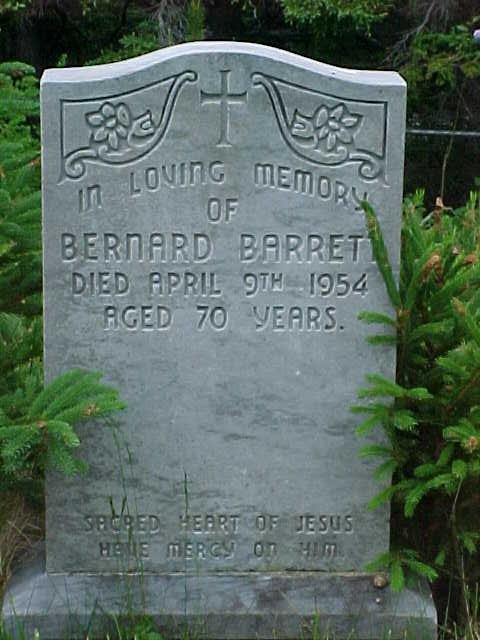 IN LOVING MEMORY
OF
BERNARD BARRETT
DIED APRIL 9TH 1954
AGED 70 YEARS.
SACRED HEART OF JESUS
HAVE MERCY ON HIM.